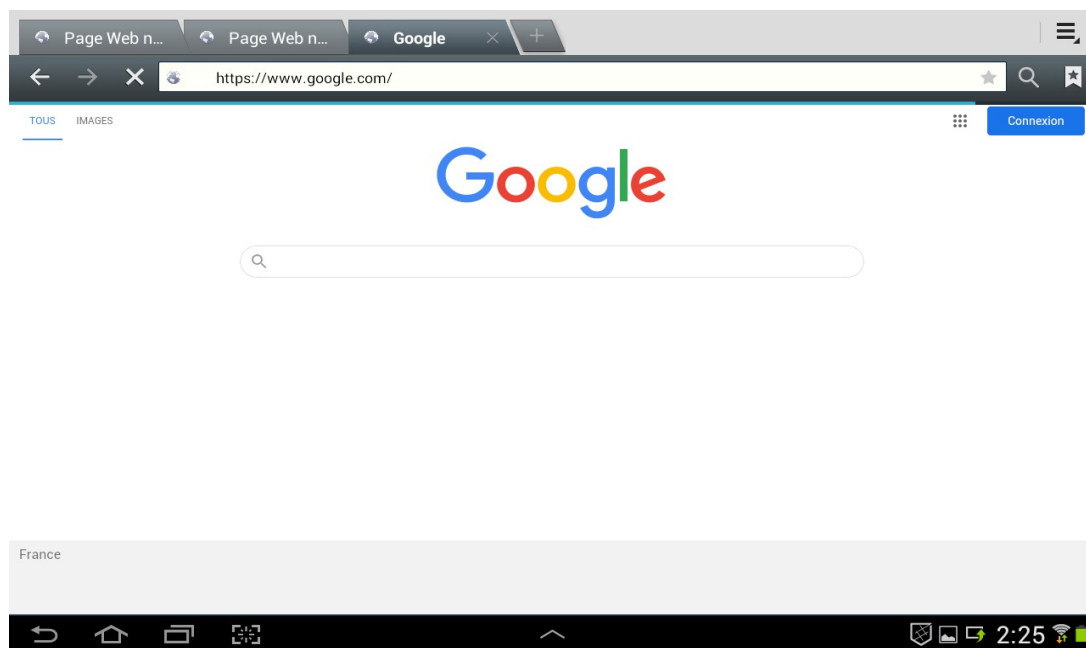 Page Web n... Page Web n... Google
https://www.google.com/
TOUS IMAGES Connexion
Google
France
2:25